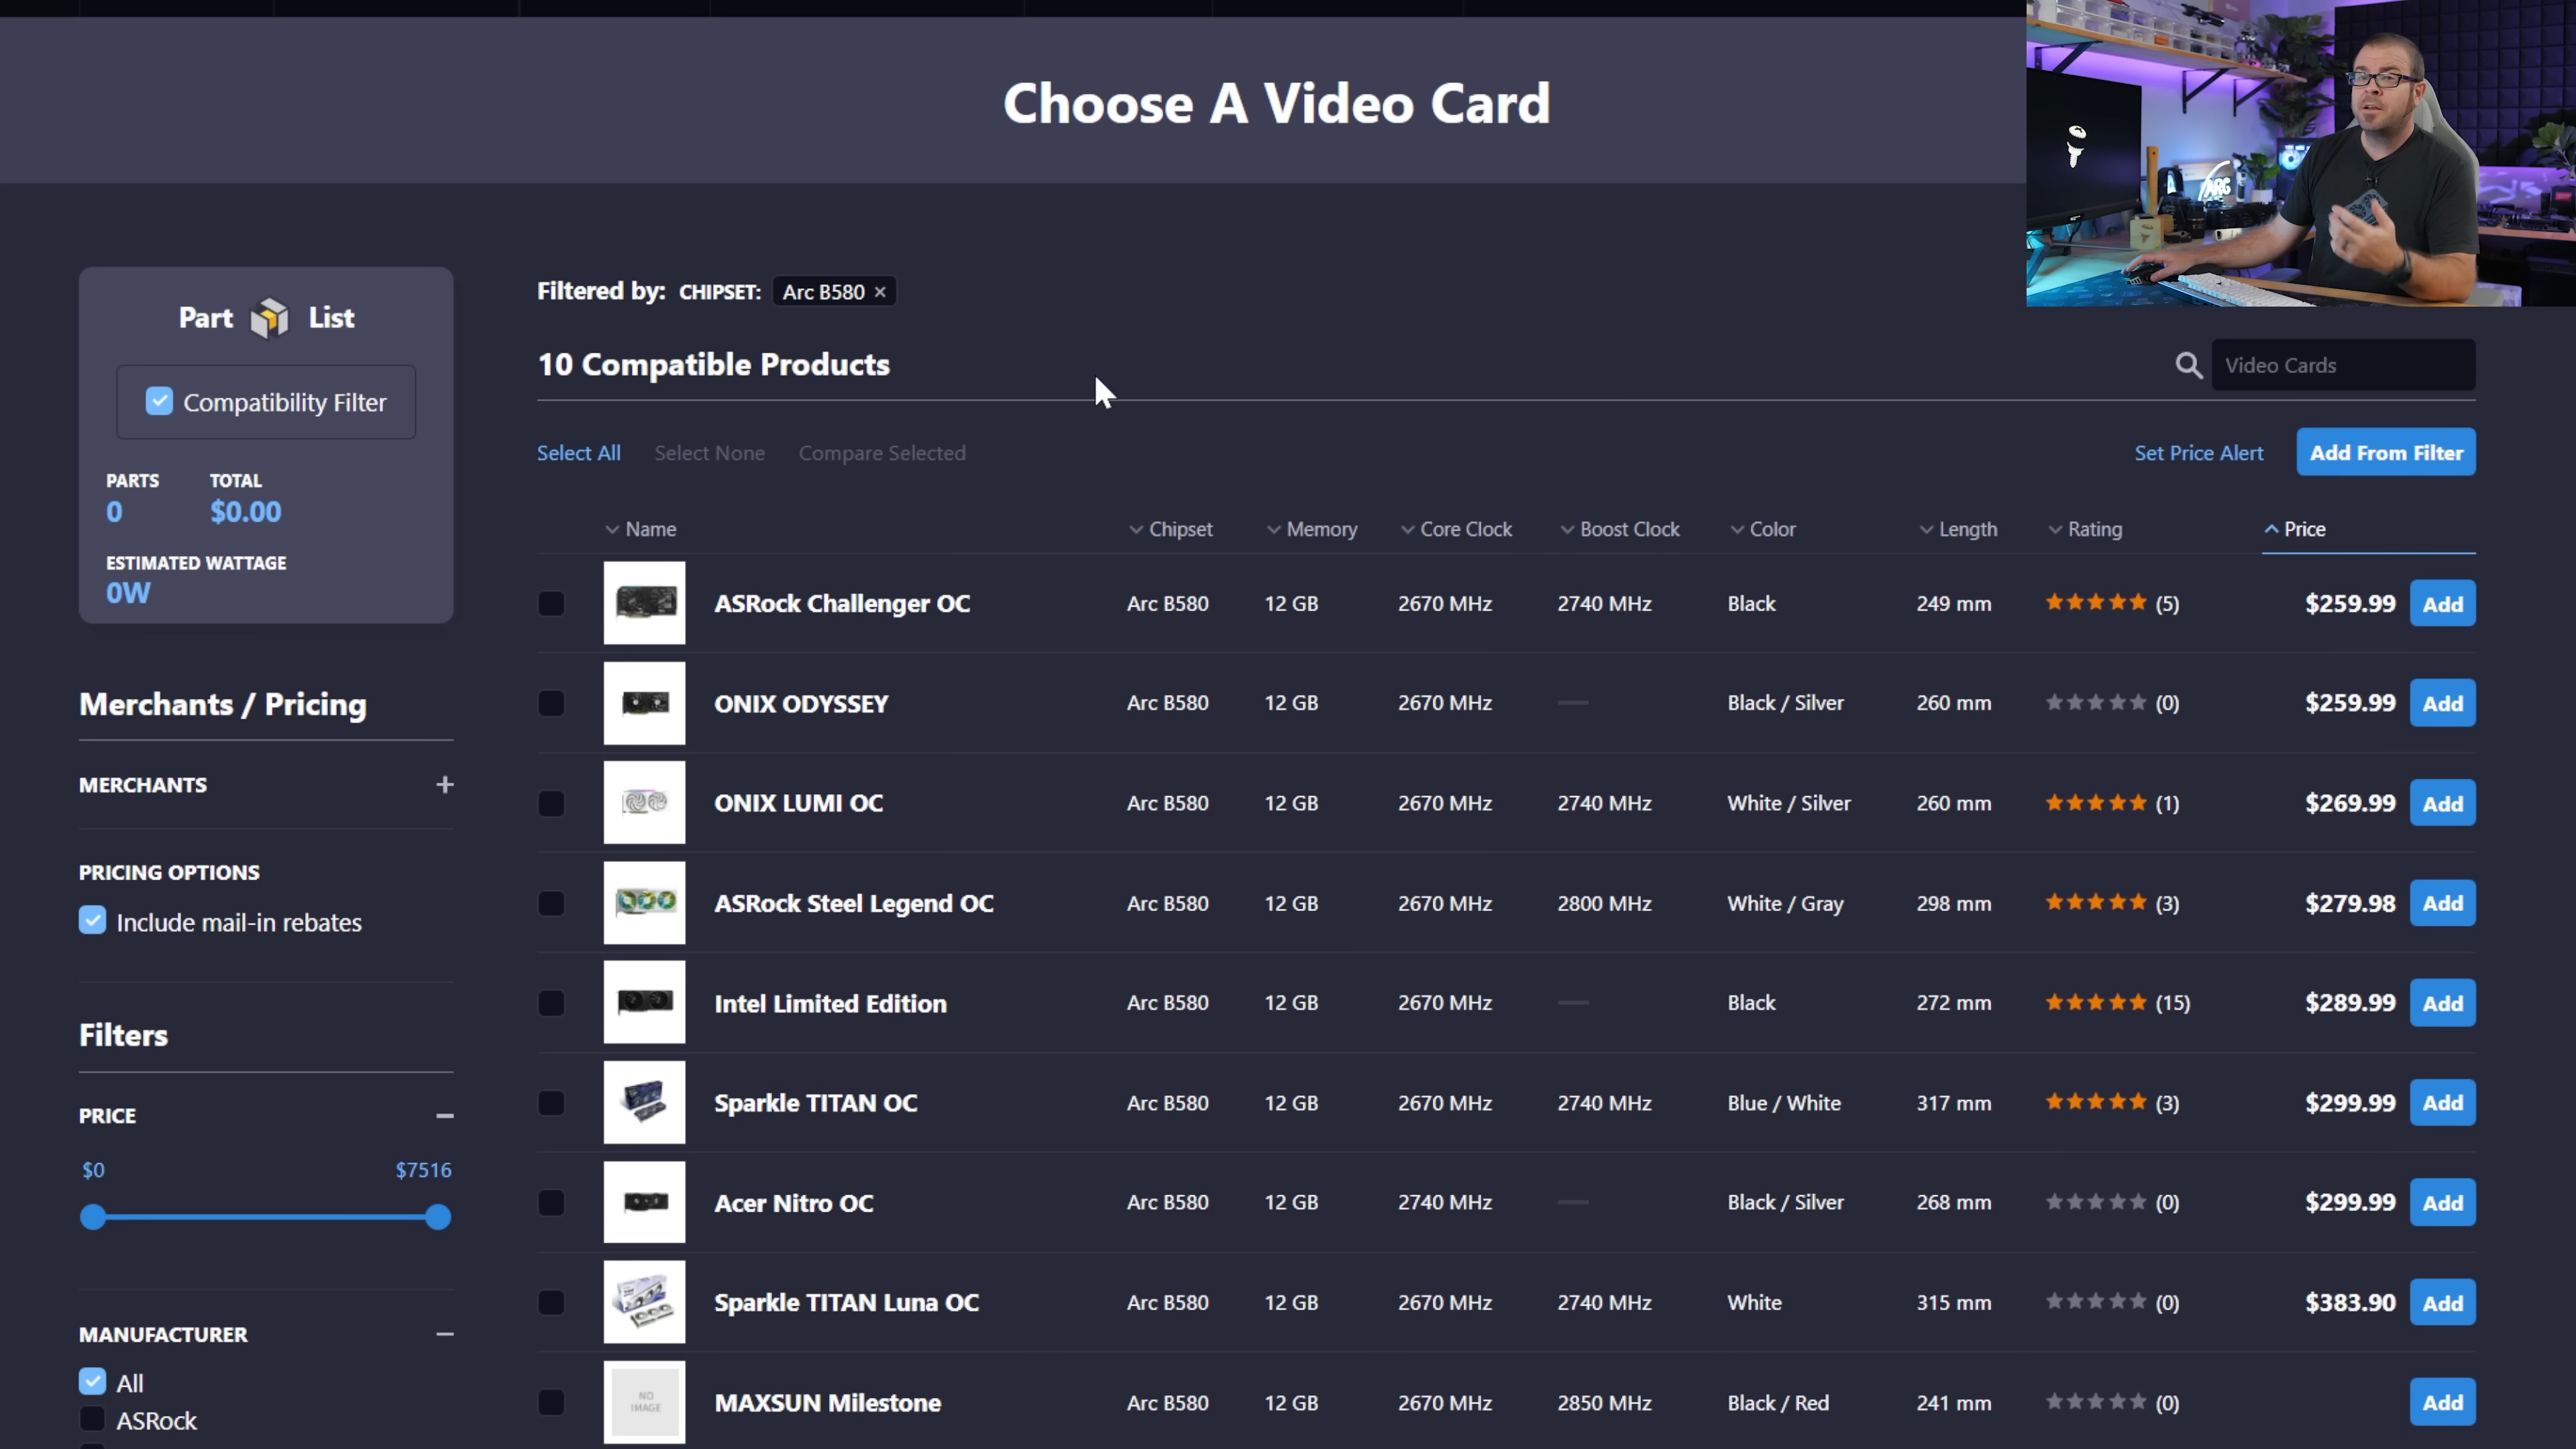 Choose A Video Card
ARG
Part List
Compatibility Filter
PARTS TOTAL
0 $0.00
ESTIMATED WATTAGE
0W
Merchants / Pricing
MERCHANTS +
PRICING OPTIONS
Include mail-in rebates
Filters
PRICE −
$0 $7516
MANUFACTURER −
All
ASRock
Filtered by: CHIPSET: Arc B580 ×
10 Compatible Products
Video Cards
Select All Select None Compare Selected Set Price Alert Add From Filter
Name Chipset Memory Core Clock Boost Clock Color Length Rating Price
ASRock Challenger OC Arc B580 12 GB 2670 MHz 2740 MHz Black 249 mm (5) $259.99 Add
ONIX ODYSSEY Arc B580 12 GB 2670 MHz — Black / Silver 260 mm (0) $259.99 Add
ONIX LUMI OC Arc B580 12 GB 2670 MHz 2740 MHz White / Silver 260 mm (1) $269.99 Add
ASRock Steel Legend OC Arc B580 12 GB 2670 MHz 2800 MHz White / Gray 298 mm (3) $279.98 Add
Intel Limited Edition Arc B580 12 GB 2670 MHz — Black 272 mm (15) $289.99 Add
Sparkle TITAN OC Arc B580 12 GB 2670 MHz 2740 MHz Blue / White 317 mm (3) $299.99 Add
Acer Nitro OC Arc B580 12 GB 2740 MHz — Black / Silver 268 mm (0) $299.99 Add
Sparkle TITAN Luna OC Arc B580 12 GB 2670 MHz 2740 MHz White 315 mm (0) $383.90 Add
NO IMAGE MAXSUN Milestone Arc B580 12 GB 2670 MHz 2850 MHz Black / Red 241 mm (0) Add